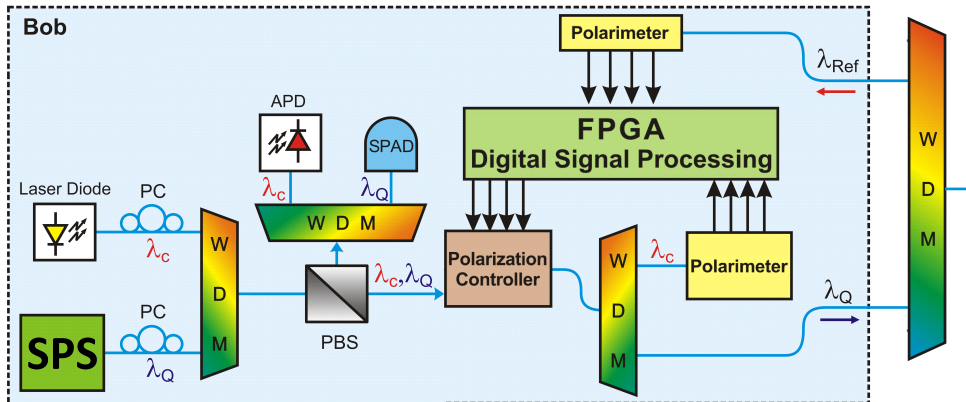 Bob
Polarimeter
λRef
APD
SPAD
FPGA
Digital Signal Processing
λc
λQ
Laser Diode
PC
W D M
W
D
M
λc
Polarization
Controller
λc,λQ
PBS
W
D
M
λc
Polarimeter
W
D
M
λQ
SPS
PC
λQ